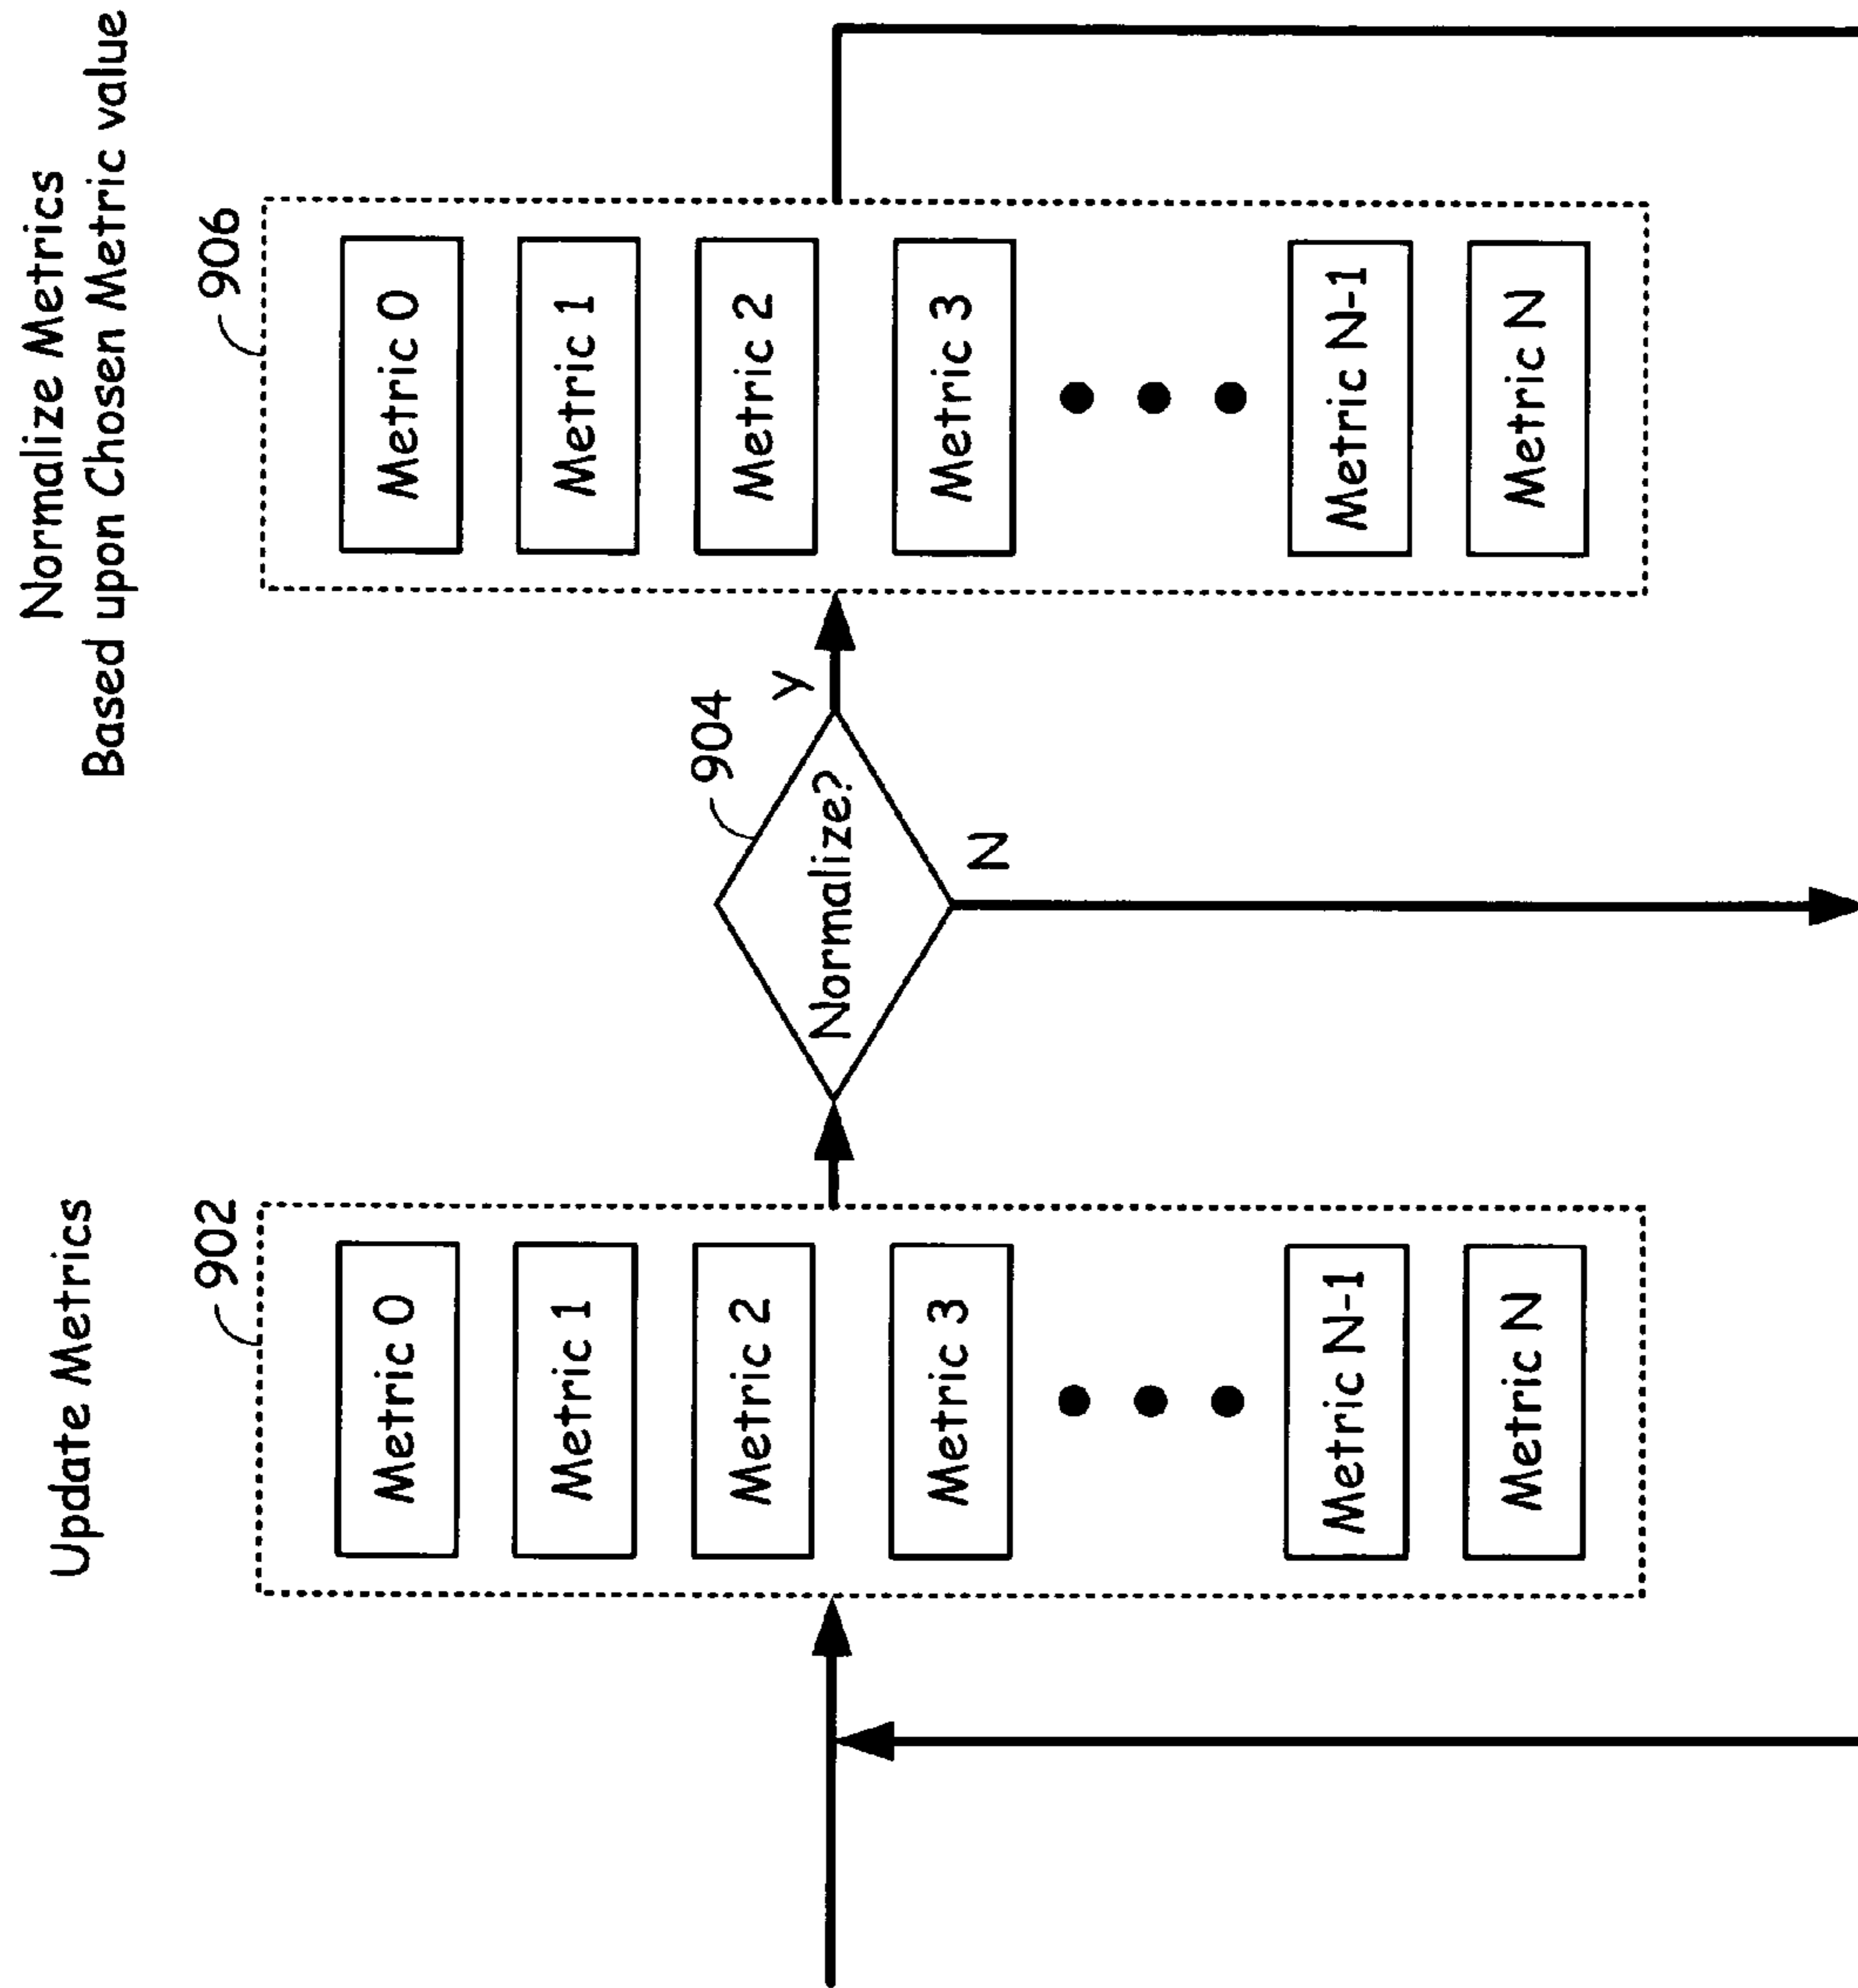 Update Metrics
902
Metric 0
Metric 1
Metric 2
Metric 3
Metric N-1
Metric N
904
Normalize?
Y
N
Normalize Metrics
Based upon Chosen Metric value
906
Metric 0
Metric 1
Metric 2
Metric 3
Metric N-1
Metric N